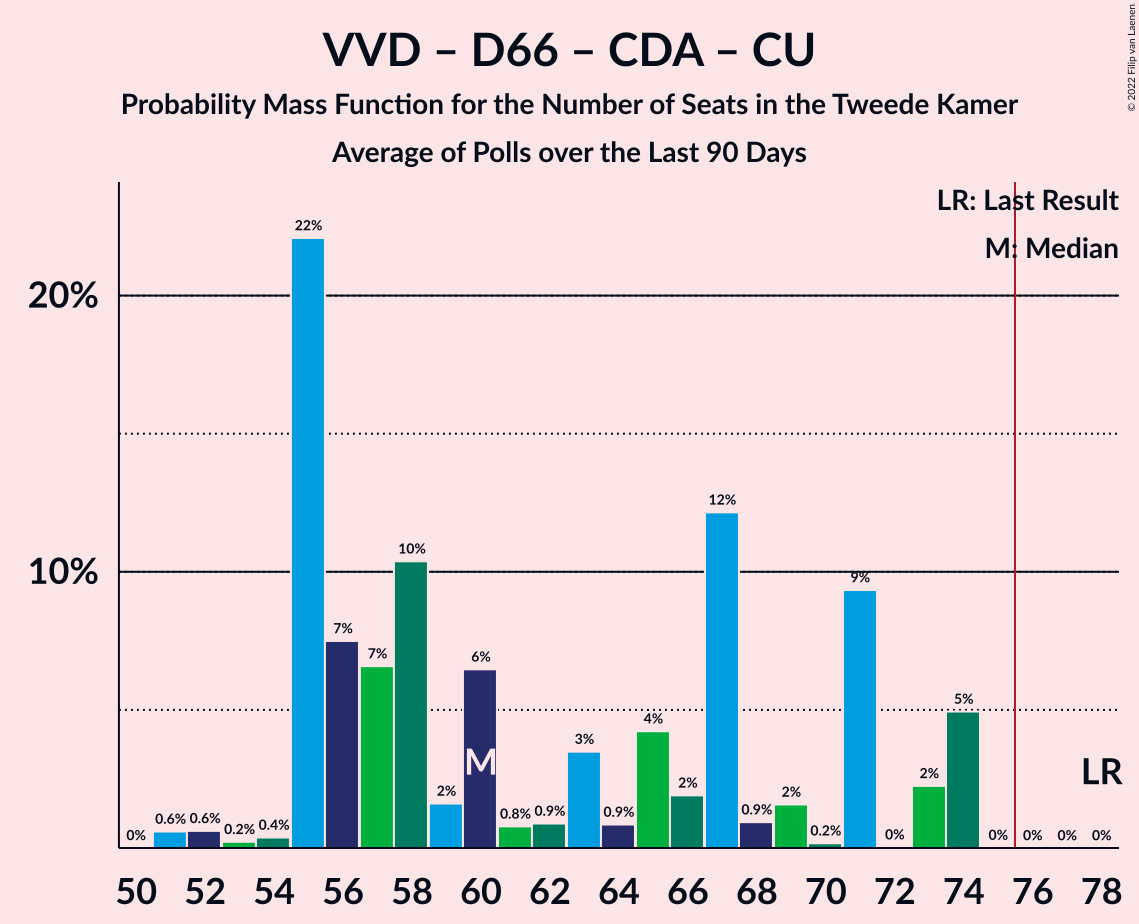 VVD – D66 – CDA – CU
Probability Mass Function for the Number of Seats in the Tweede Kamer
Average of Polls over the Last 90 Days
© 2022 Filip van Laenen
LR: Last Result
M: Median
20%
10%
0% 0.6% 0.6% 0.2% 0.4% 22% 7% 7% 10% 2% 6% 0.8% 0.9% 3% 0.9% 4% 2% 12% 0.9% 2% 0.2% 9% 0% 2% 5% 0% 0% 0% 0%
M
LR
50 52 54 56 58 60 62 64 66 68 70 72 74 76 78